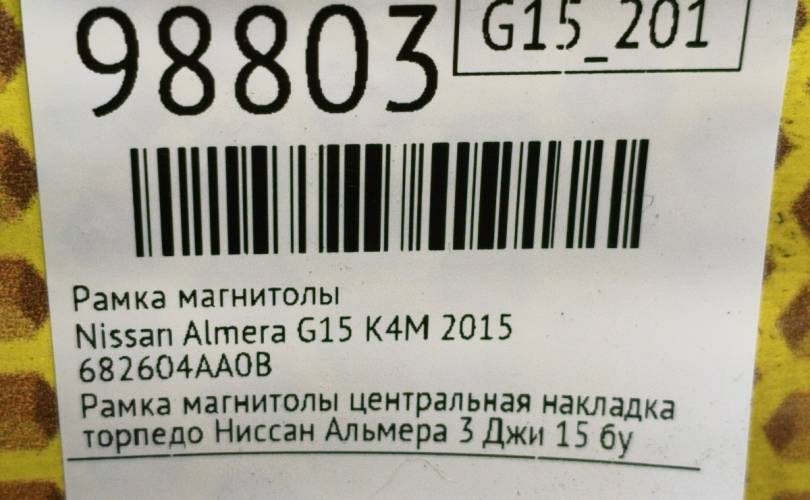 98803
G15_201
Рамка магнитолы
Nissan Almera G15 K4M 2015
682604AA0B
Рамка магнитолы центральная накладка
торпедо Ниссан Альмера 3 Джи 15 бу